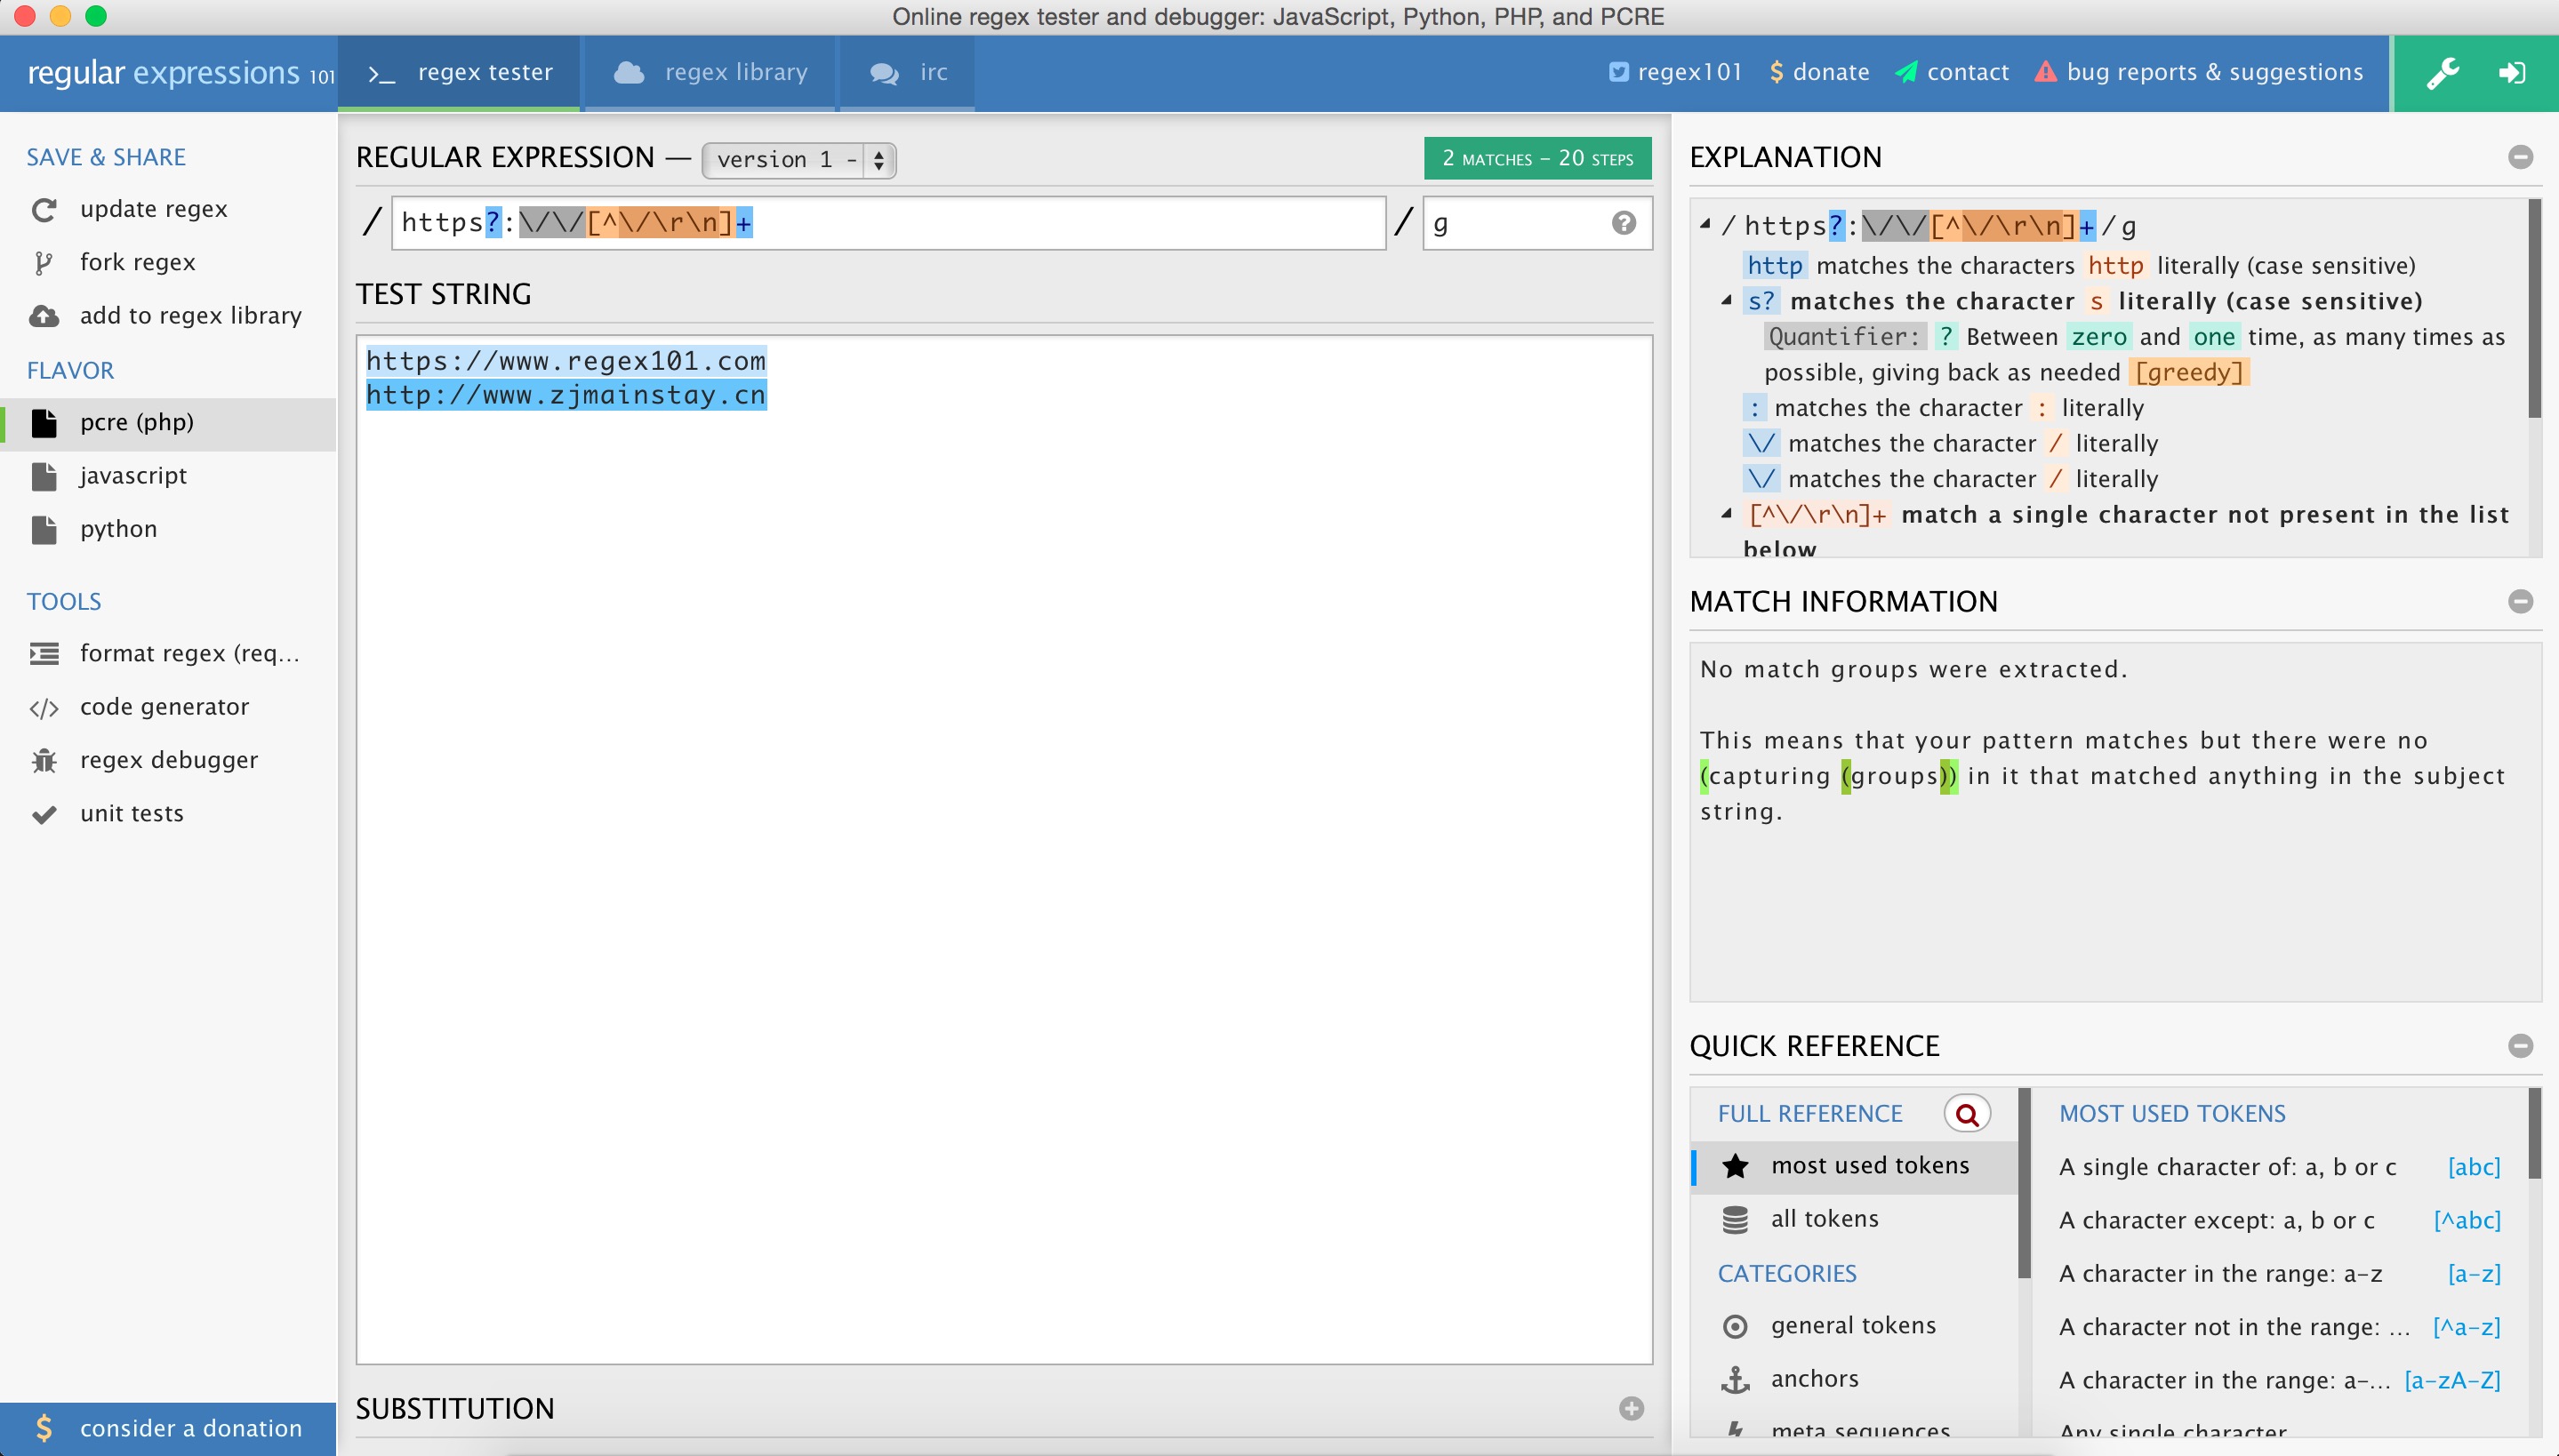 Online regex tester and debugger: JavaScript, Python, PHP, and PCRE
regular expressions 101
regex tester
regex library
irc
regex101
donate
contact
bug reports & suggestions
SAVE & SHARE
update regex
fork regex
add to regex library
FLAVOR
pcre (php)
javascript
python
TOOLS
format regex (req...
code generator
regex debugger
unit tests
$ consider a donation
REGULAR EXPRESSION — version 1 -
2 MATCHES – 20 STEPS
/ https?:\/\/[^\/\r\n]+ / g
TEST STRING
https://www.regex101.com
http://www.zjmainstay.cn
SUBSTITUTION
EXPLANATION
/https?:\/\/[^\/\r\n]+/g
http matches the characters http literally (case sensitive)
s? matches the character s literally (case sensitive)
Quantifier: ? Between zero and one time, as many times as
possible, giving back as needed [greedy]
: matches the character : literally
\/ matches the character / literally
\/ matches the character / literally
[^\/\r\n]+ match a single character not present in the list
below
MATCH INFORMATION
No match groups were extracted.
This means that your pattern matches but there were no
(capturing (groups)) in it that matched anything in the subject
string.
QUICK REFERENCE
FULL REFERENCE
most used tokens
all tokens
CATEGORIES
general tokens
anchors
meta sequences
MOST USED TOKENS
A single character of: a, b or c [abc]
A character except: a, b or c [^abc]
A character in the range: a-z [a-z]
A character not in the range: ... [^a-z]
A character in the range: a-... [a-zA-Z]
Any single character